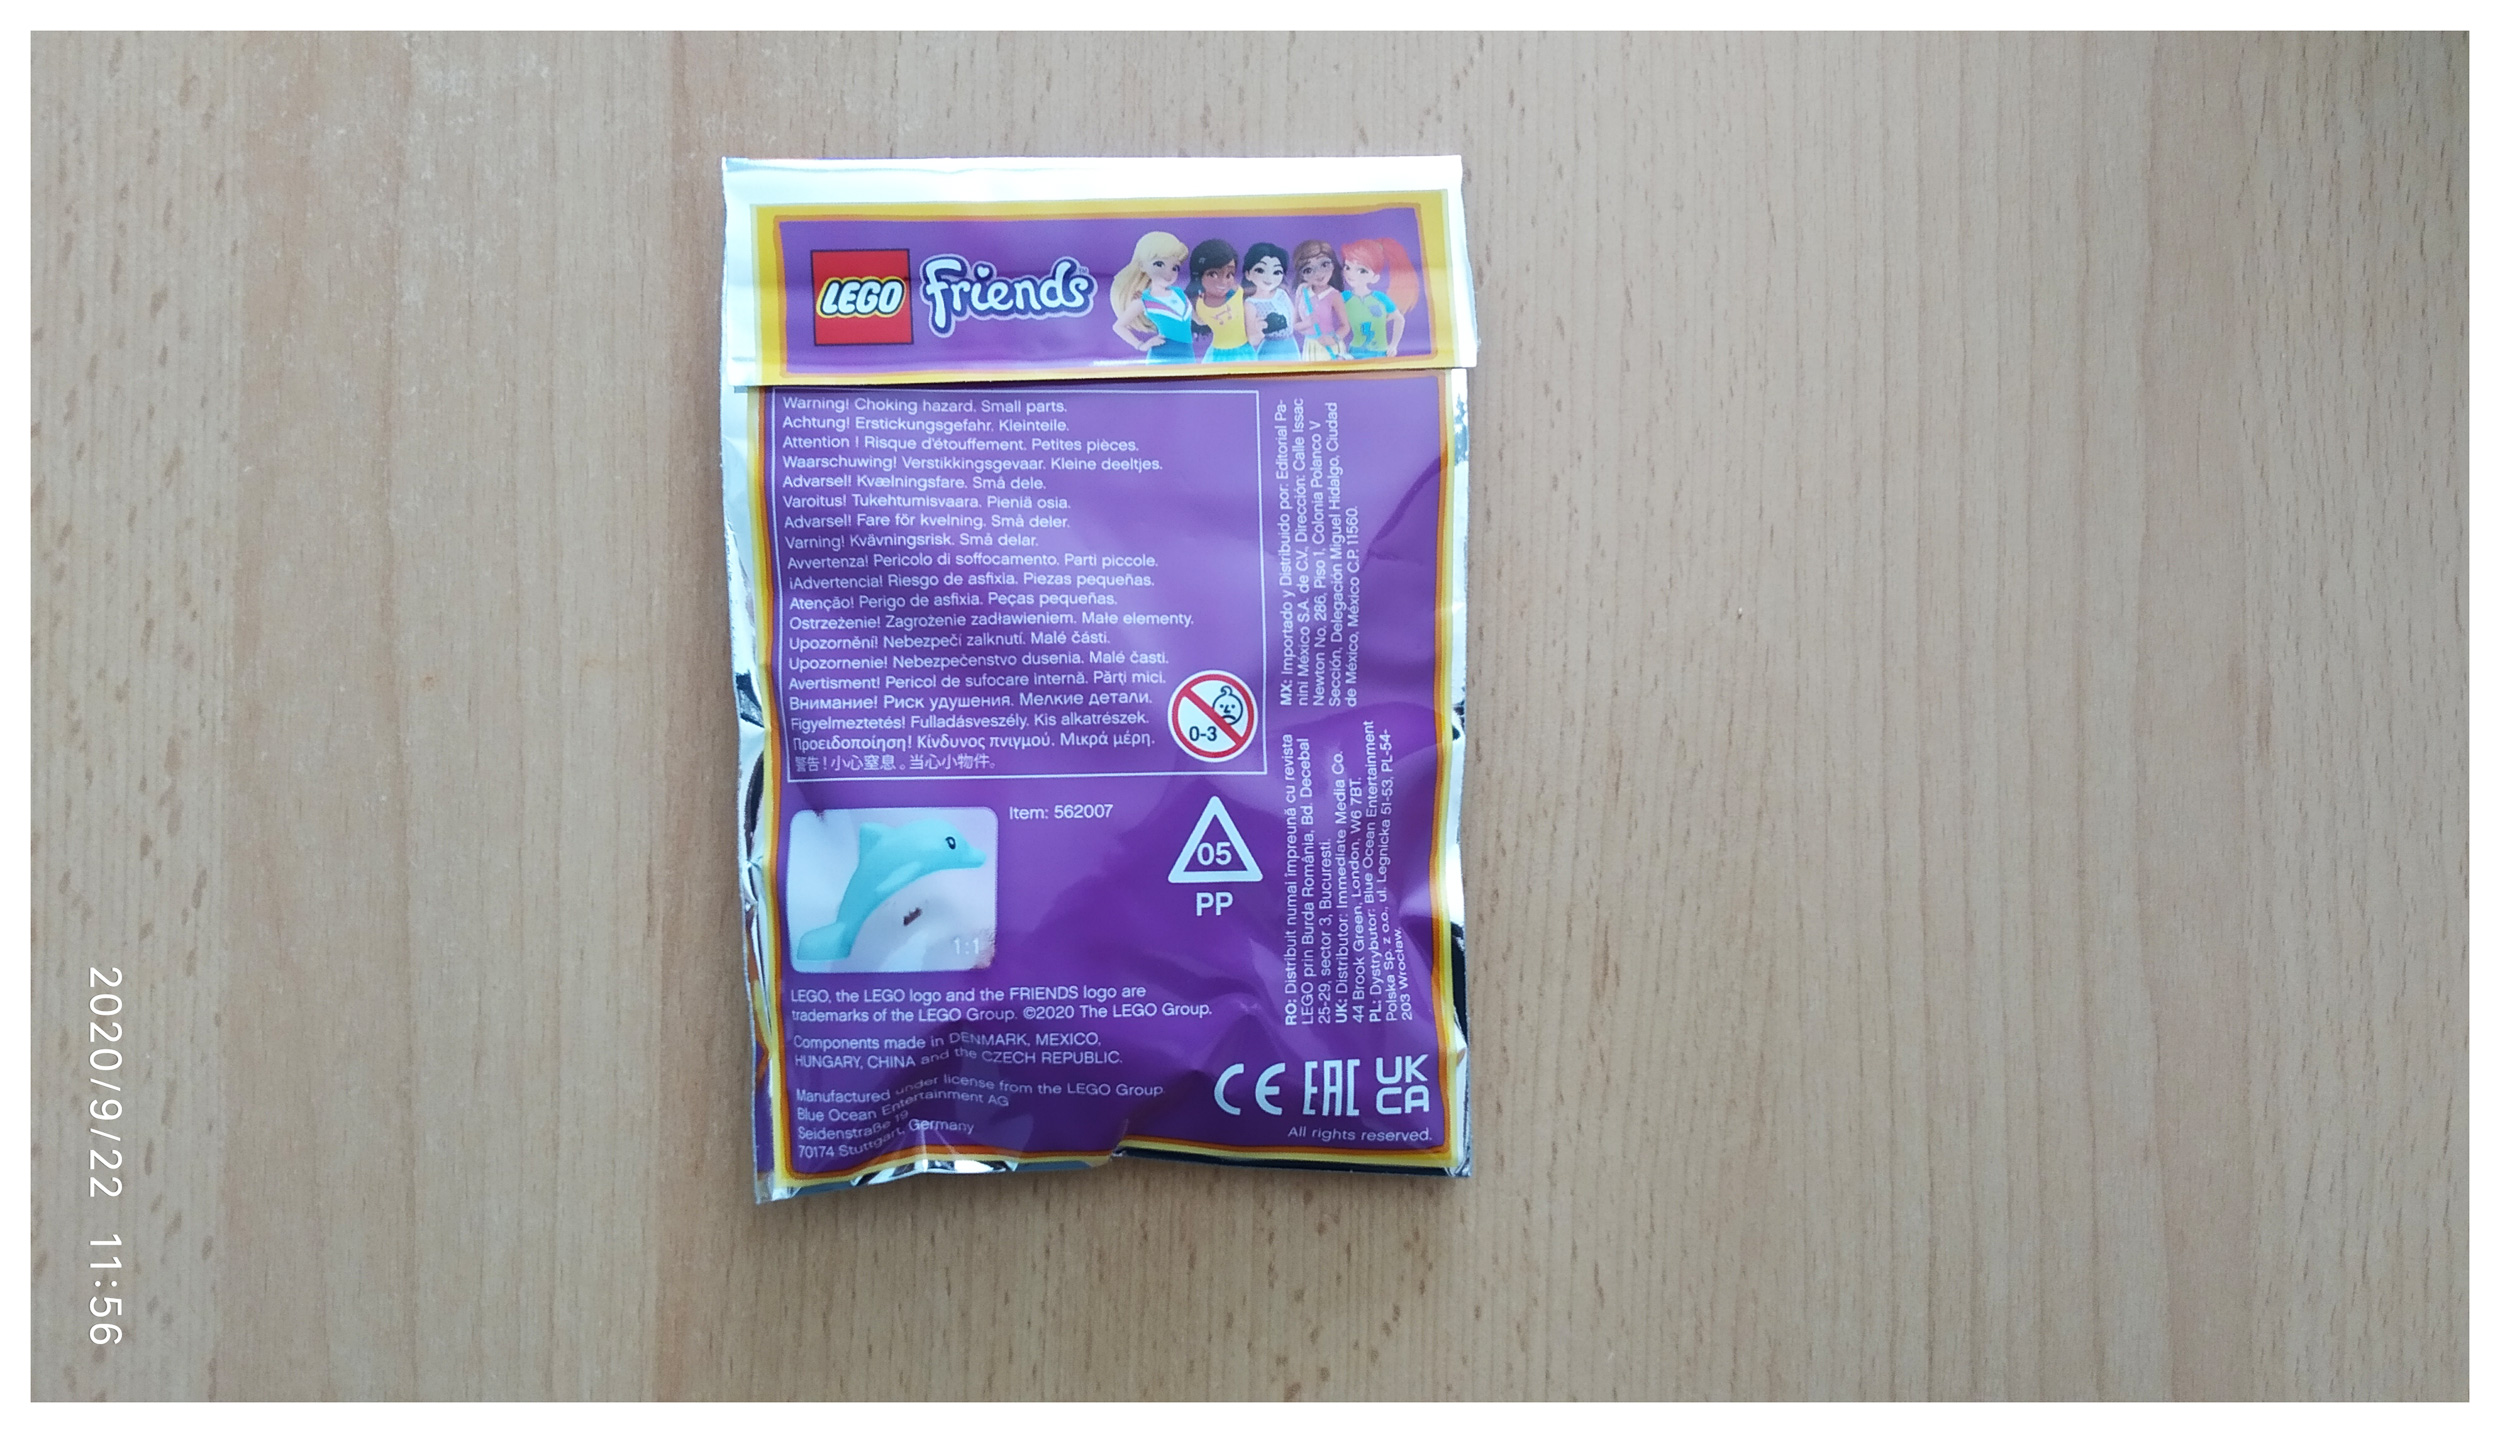 LEGO Friends™
Warning! Choking hazard. Small parts.
Achtung! Erstickungsgefahr. Kleinteile.
Attention ! Risque d'étouffement. Petites pièces.
Waarschuwing! Verstikkingsgevaar. Kleine deeltjes.
Advarsel! Kvælningsfare. Små dele.
Varoitus! Tukehtumisvaara. Pieniä osia.
Advarsel! Fare för kvelning. Små deler.
Varning! Kvävningsrisk. Små delar.
Avvertenza! Pericolo di soffocamento. Parti piccole.
¡Advertencia! Riesgo de asfixia. Piezas pequeñas.
Atenção! Perigo de asfixia. Peças pequeñas.
Ostrzeżenie! Zagrożenie zadławieniem. Małe elementy.
Upozornění! Nebezpečí zalknutí. Malé části.
Upozornenie! Nebezpečenstvo dusenia. Malé časti.
Avertisment! Pericol de sufocare internă. Părţi mici.
Внимание! Риск удушения. Мелкие детали.
Figyelmeztetés! Fulladásveszély. Kis alkatrészek.
Προειδοποίηση! Κίνδυνος πνιγμού. Μικρά μέρη.
警告!小心窒息。当心小物件。
0-3
Item: 562007
1:1
05
PP
LEGO, the LEGO logo and the FRIENDS logo are
trademarks of the LEGO Group. ©2020 The LEGO Group.
Components made in DENMARK, MEXICO,
HUNGARY, CHINA and the CZECH REPUBLIC.
Manufactured under license from the LEGO Group.
Blue Ocean Entertainment AG
Seidenstraße 19
70174 Stuttgart, Germany
MX: Importado y Distribuido por: Editorial Pa-
nini México S.A. de C.V., Dirección: Calle Issac
Newton No. 286, Piso 1, Colonia Polanco V
Sección, Delegación Miguel Hidalgo, Ciudad
de México, México C.P. 11560.
RO: Distribuit numai împreună cu revista
LEGO prin Burda România, Bd. Decebal
25-29, sector 3, Bucuresti.
UK: Distributor: Immediate Media Co.
44 Brook Green, London, W6 7BT.
PL: Dystrybutor: Blue Ocean Entertainment
Polska Sp. z o.o., ul. Legnicka 51-53, PL-54-
203 Wrocław.
CE EAC UK
CA
All rights reserved.
2020/9/22 11:56